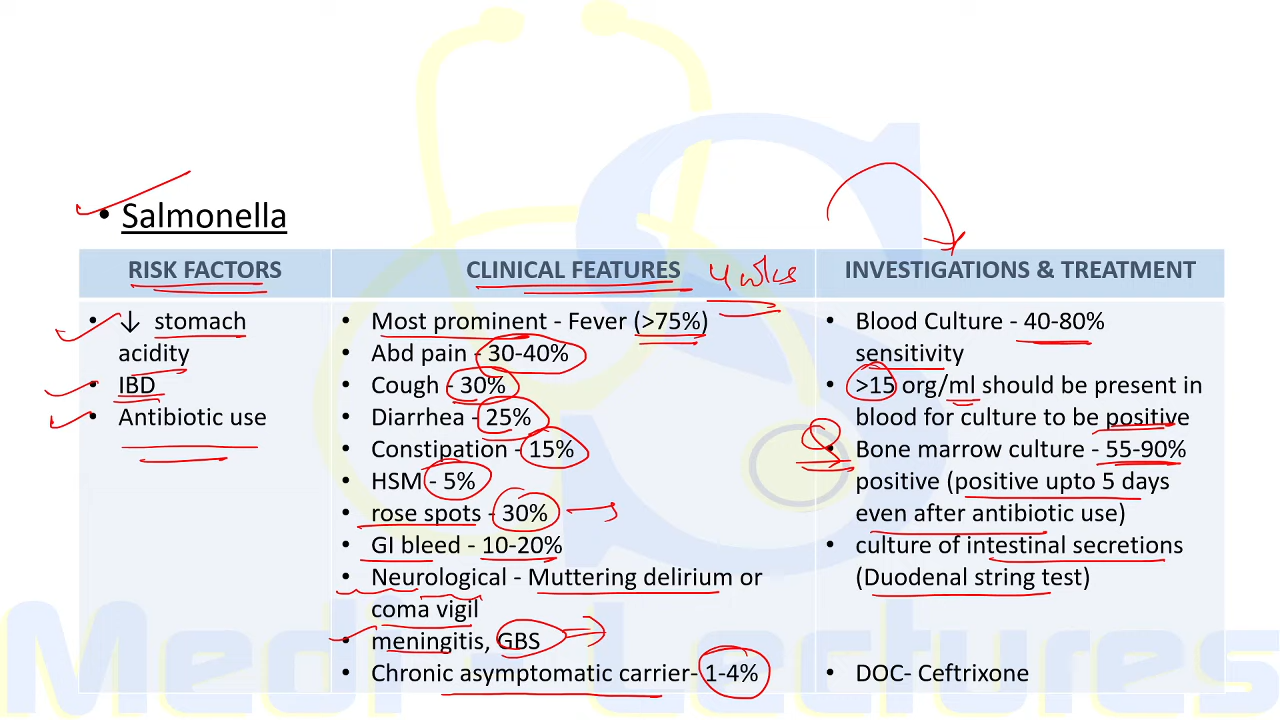 • Salmonella
RISK FACTORS
CLINICAL FEATURES
4 wks
INVESTIGATIONS & TREATMENT
• ↓ stomach
acidity
• IBD
• Antibiotic use
• Most prominent - Fever (>75%)
• Abd pain - 30-40%
• Cough - 30%
• Diarrhea - 25%
• Constipation - 15%
• HSM - 5%
• rose spots - 30%
• GI bleed - 10-20%
• Neurological - Muttering delirium or
coma vigil
• meningitis, GBS
• Chronic asymptomatic carrier- 1-4%
• Blood Culture - 40-80%
sensitivity
• >15 org/ml should be present in
blood for culture to be positive
• Bone marrow culture - 55-90%
positive (positive upto 5 days
even after antibiotic use)
• culture of intestinal secretions
(Duodenal string test)
• DOC- Ceftrixone